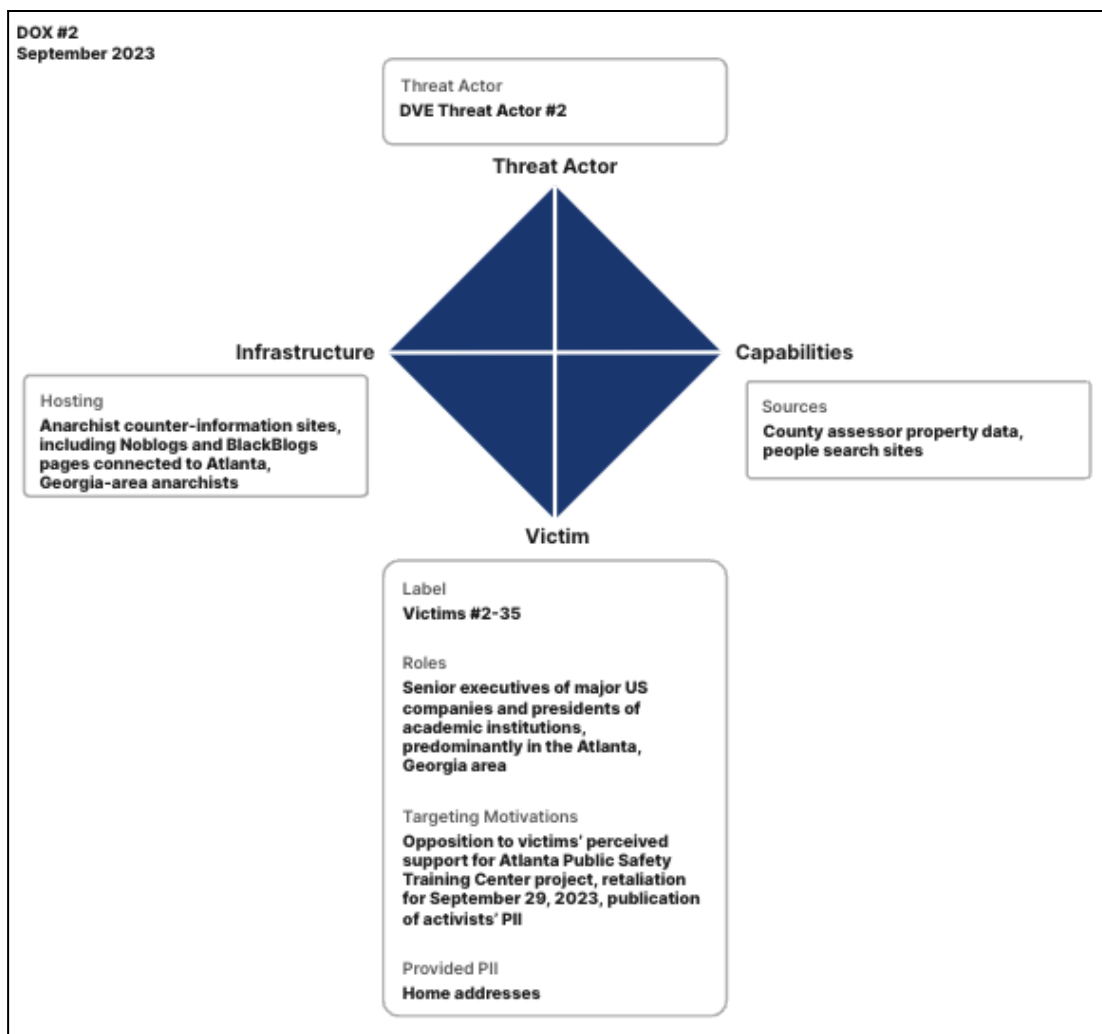 DOX #2
September 2023
Threat Actor
DVE Threat Actor #2
Threat Actor
Infrastructure
Capabilities
Hosting
Anarchist counter-information sites,
including Noblogs and BlackBlogs
pages connected to Atlanta,
Georgia-area anarchists
Sources
County assessor property data,
people search sites
Victim
Label
Victims #2-35
Roles
Senior executives of major US
companies and presidents of
academic institutions,
predominantly in the Atlanta,
Georgia area
Targeting Motivations
Opposition to victims' perceived
support for Atlanta Public Safety
Training Center project, retaliation
for September 29, 2023, publication
of activists' PII
Provided PII
Home addresses